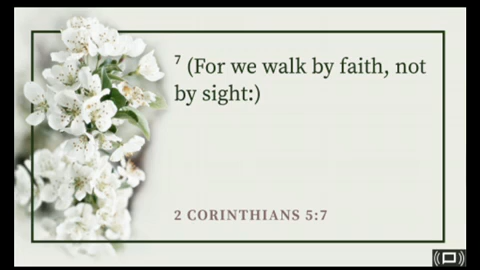 ⁷ (For we walk by faith, not
by sight:)
2 CORINTHIANS 5:7